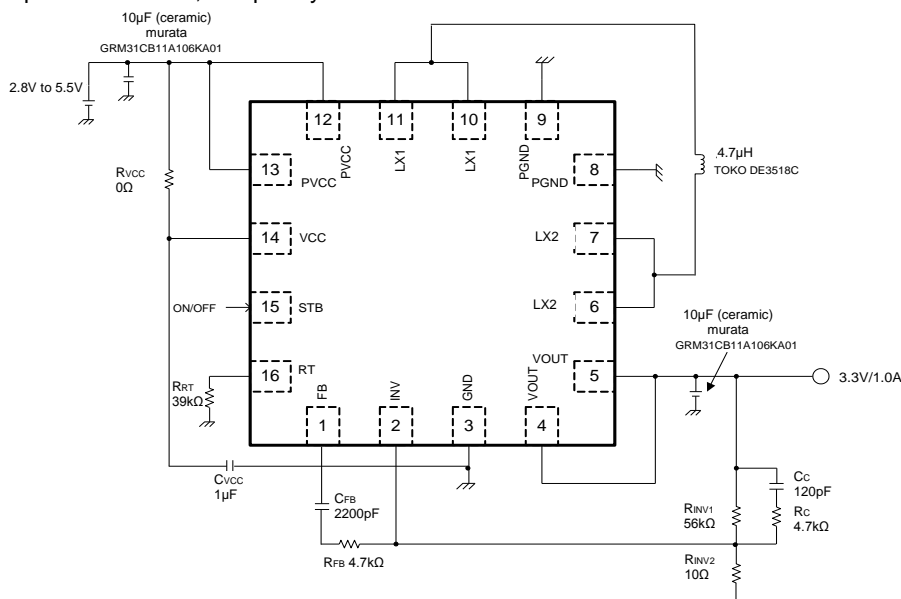 10µF (ceramic)
murata
GRM31CB11A106KA01
2.8V to 5.5V
RVCC
0Ω
12
11
10
9
PVCC
LX1
LX1
PGND
13
PVCC
8
PGND
4.7µH
TOKO DE3518C
14
VCC
LX2
7
ON/OFF
15
STB
LX2
6
10µF (ceramic)
murata
GRM31CB11A106KA01
16
RT
VOUT
5
3.3V/1.0A
RRT
39kΩ
FB
INV
GND
VOUT
1
2
3
4
CVCC
1µF
CFB
2200pF
RFB 4.7kΩ
RINV1
56kΩ
CC
120pF
RC
4.7kΩ
RINV2
10Ω